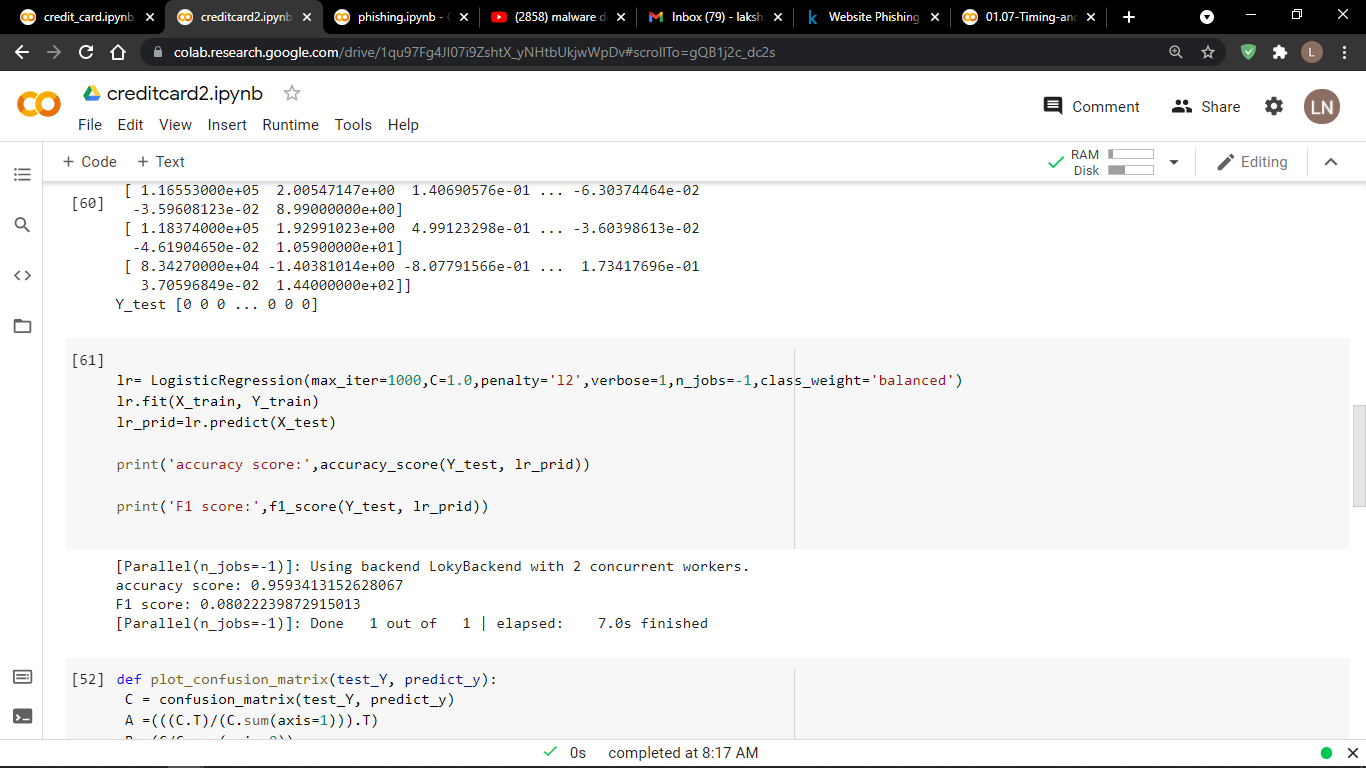 credit_card.ipynb
creditcard2.ipynb
phishing.ipynb -
(2858) malware d
Inbox (79) - laksh
Website Phishing
01.07-Timing-an
colab.research.google.com/drive/1qu97Fg4Jl07i9ZshtX_yNHtbUkjwWpDv#scrollTo=gQB1j2c_dc2s
L
creditcard2.ipynb
Comment
Share
LN
File Edit View Insert Runtime Tools Help
+ Code + Text
RAM
Disk
Editing
[ 1.16553000e+05 2.00547147e+00 1.40690576e-01 ... -6.30374464e-02
[60]
-3.59608123e-02 8.99000000e+00]
[ 1.18374000e+05 1.92991023e+00 4.99123298e-01 ... -3.60398613e-02
-4.61904650e-02 1.05900000e+01]
[ 8.34270000e+04 -1.40381014e+00 -8.07791566e-01 ... 1.73417696e-01
3.70596849e-02 1.44000000e+02]]
Y_test [0 0 0 ... 0 0 0]
[61]
lr= LogisticRegression(max_iter=1000,C=1.0,penalty='l2',verbose=1,n_jobs=-1,class_weight='balanced')
lr.fit(X_train, Y_train)
lr_prid=lr.predict(X_test)
print('accuracy score:',accuracy_score(Y_test, lr_prid))
print('F1 score:',f1_score(Y_test, lr_prid))
[Parallel(n_jobs=-1)]: Using backend LokyBackend with 2 concurrent workers.
accuracy score: 0.9593413152628067
F1 score: 0.08022239872915013
[Parallel(n_jobs=-1)]: Done 1 out of 1 | elapsed: 7.0s finished
[52] def plot_confusion_matrix(test_Y, predict_y):
C = confusion_matrix(test_Y, predict_y)
A =(((C.T)/(C.sum(axis=1))).T)
0s completed at 8:17 AM